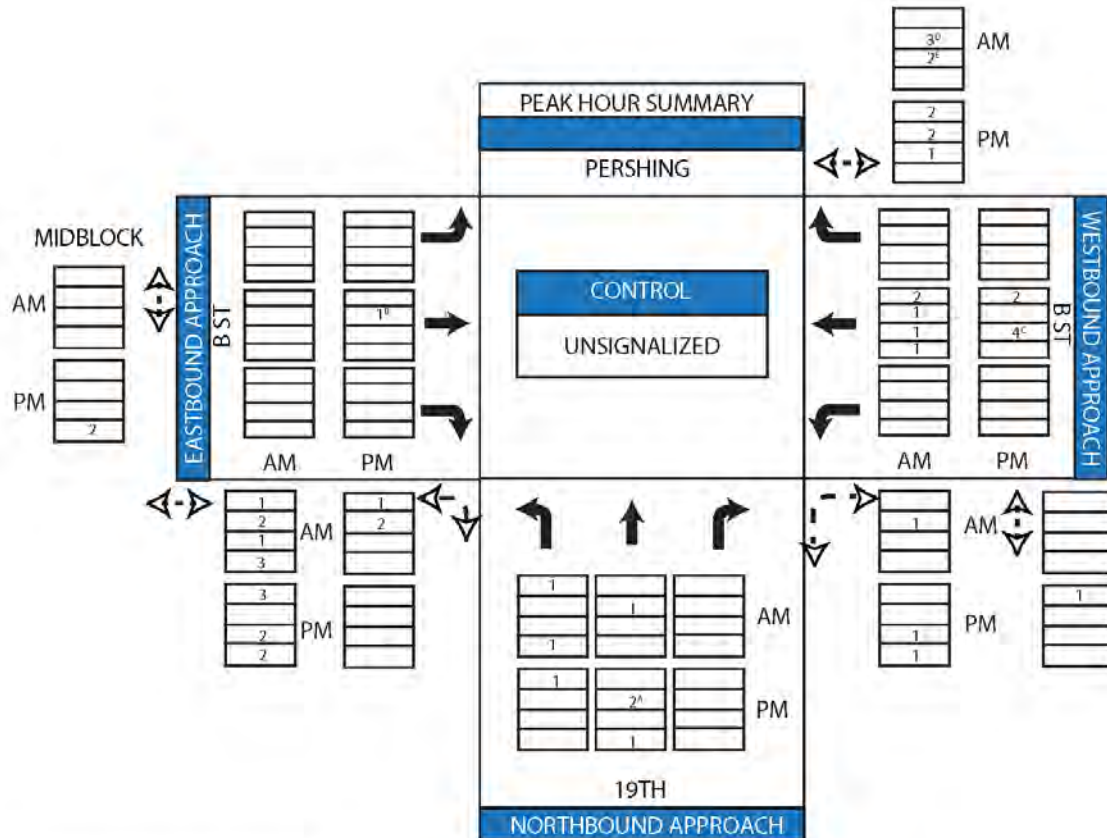 3ᴰ
AM
2ᴱ
PEAK HOUR SUMMARY
2
2
PM
1
PERSHING
MIDBLOCK
AM
PM
2
EASTBOUND APPROACH
B ST
1ᴮ
AM PM
CONTROL
UNSIGNALIZED
2 2
1
1 4ᶜ
1
B ST
WESTBOUND APPROACH
AM PM
1
2
1
3
AM
3
2
2
PM
1
2
1
AM
1
1
PM
1
1
1
1
AM
1
2ᴬ
1
PM
19TH
NORTHBOUND APPROACH